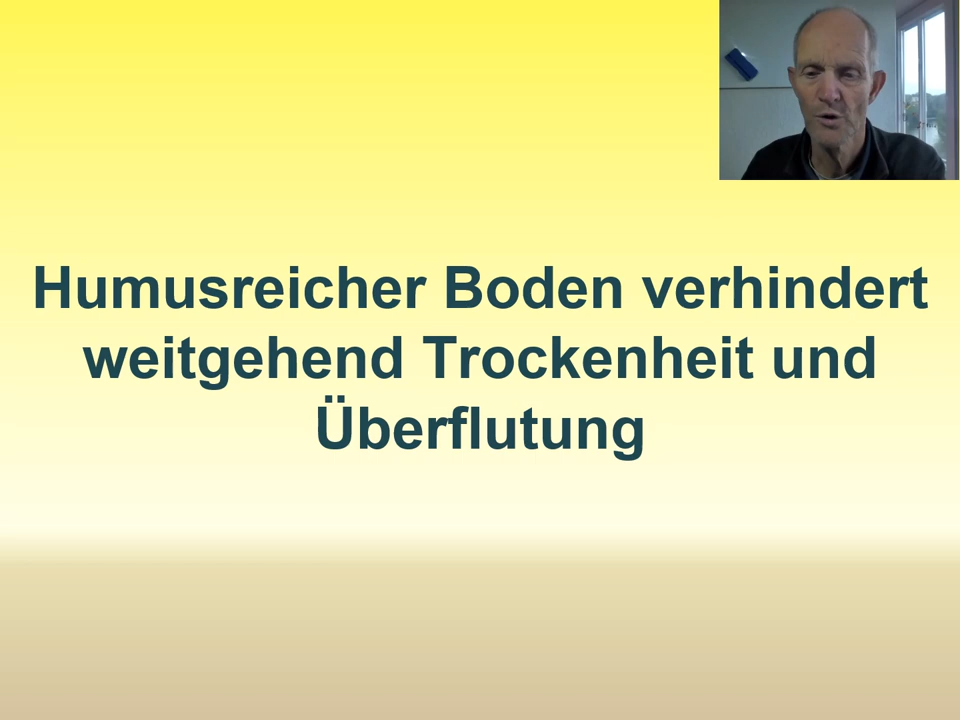 Humusreicher Boden verhindert
weitgehend Trockenheit und
Überflutung